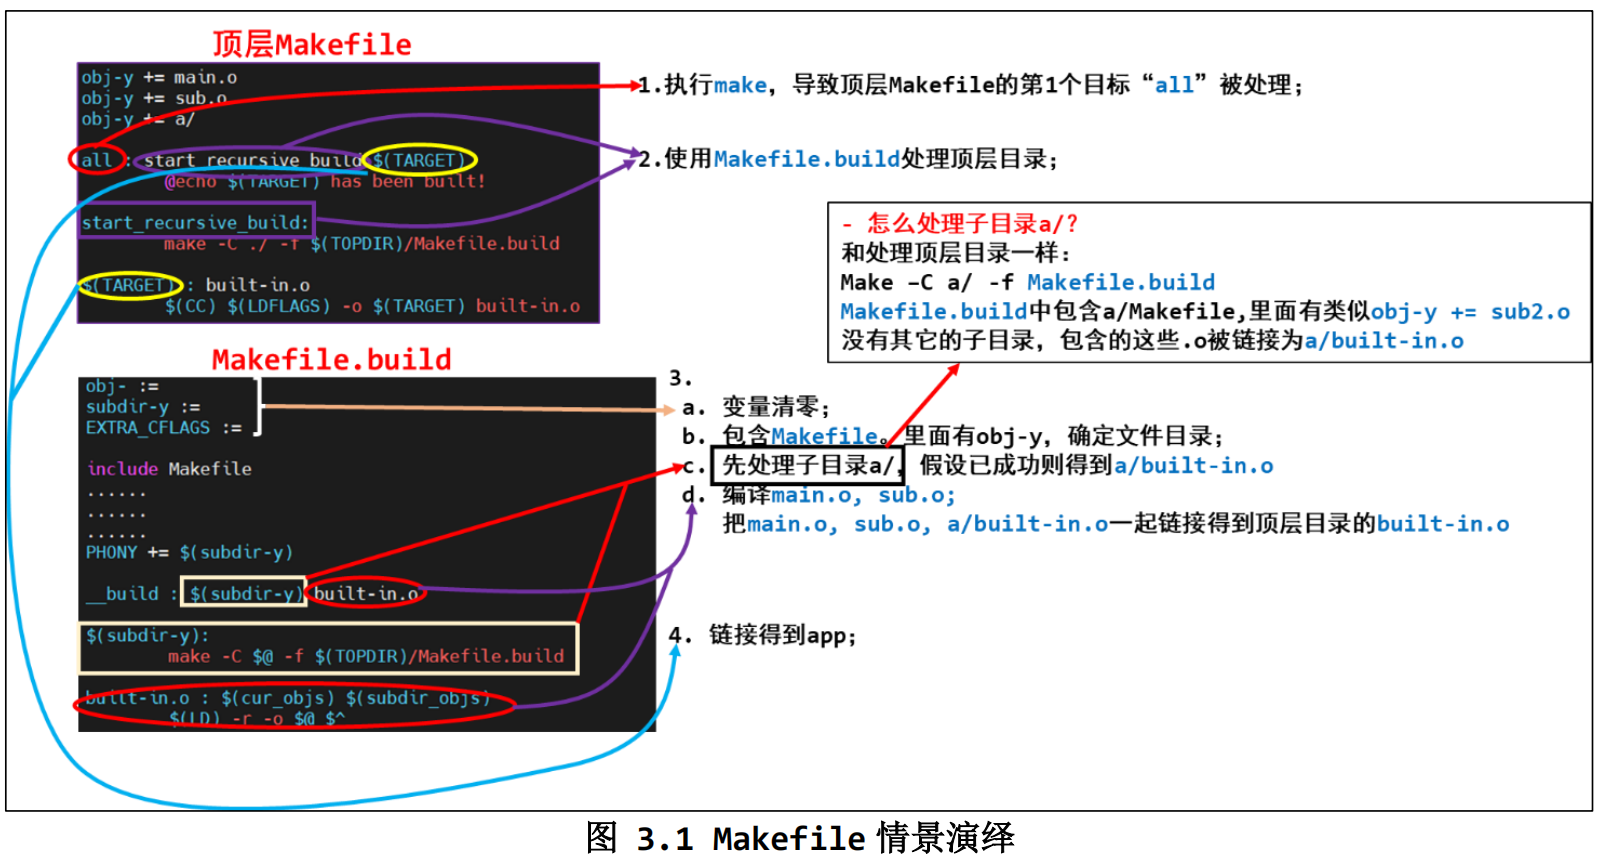 顶层Makefile
obj-y += main.o
obj-y += sub.o
obj-y += a/
all : start_recursive_build $(TARGET)
@echo $(TARGET) has been built!
start_recursive_build:
make -C ./ -f $(TOPDIR)/Makefile.build
$(TARGET) : built-in.o
$(CC) $(LDFLAGS) -o $(TARGET) built-in.o
1.执行make，导致顶层Makefile的第1个目标“all”被处理；
2.使用Makefile.build处理顶层目录；
- 怎么处理子目录a/?
和处理顶层目录一样：
Make –C a/ -f Makefile.build
Makefile.build中包含a/Makefile,里面有类似obj-y += sub2.o
没有其它的子目录，包含的这些.o被链接为a/built-in.o
Makefile.build
obj- :=
subdir-y :=
EXTRA_CFLAGS :=
include Makefile
......
......
......
PHONY += $(subdir-y)
__build : $(subdir-y) built-in.o
$(subdir-y):
make -C $@ -f $(TOPDIR)/Makefile.build
built-in.o : $(cur_objs) $(subdir_objs)
$(LD) -r -o $@ $^
3.
a. 变量清零；
b. 包含Makefile。里面有obj-y，确定文件目录；
c. 先处理子目录a/，假设已成功则得到a/built-in.o
d. 编译main.o, sub.o;
把main.o, sub.o, a/built-in.o一起链接得到顶层目录的built-in.o
4. 链接得到app；
图 3.1 Makefile 情景演绎